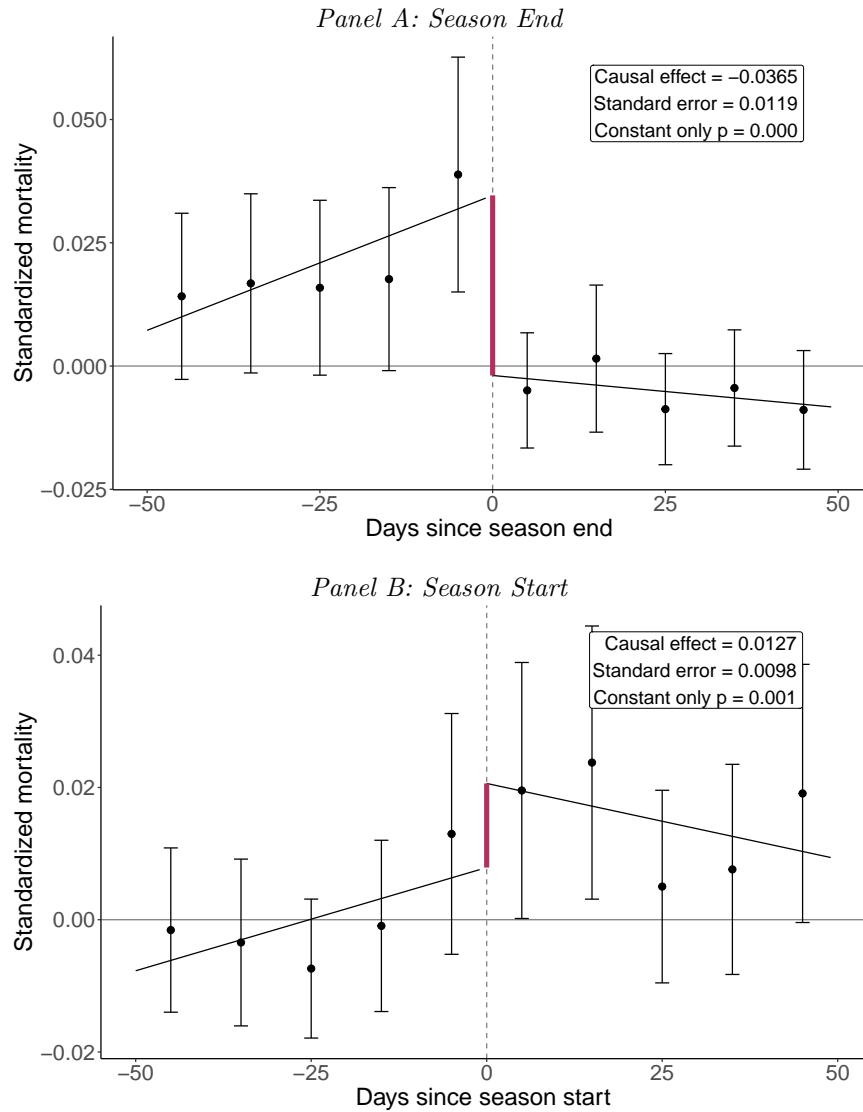 Panel A: Season End
Causal effect = −0.0365
Standard error = 0.0119
Constant only p = 0.000
Standardized mortality
0.050
0.025
0.000
−0.025
−50
−25
0
25
50
Days since season end
Panel B: Season Start
Causal effect = 0.0127
Standard error = 0.0098
Constant only p = 0.001
Standardized mortality
0.04
0.02
0.00
−0.02
−50
−25
0
25
50
Days since season start